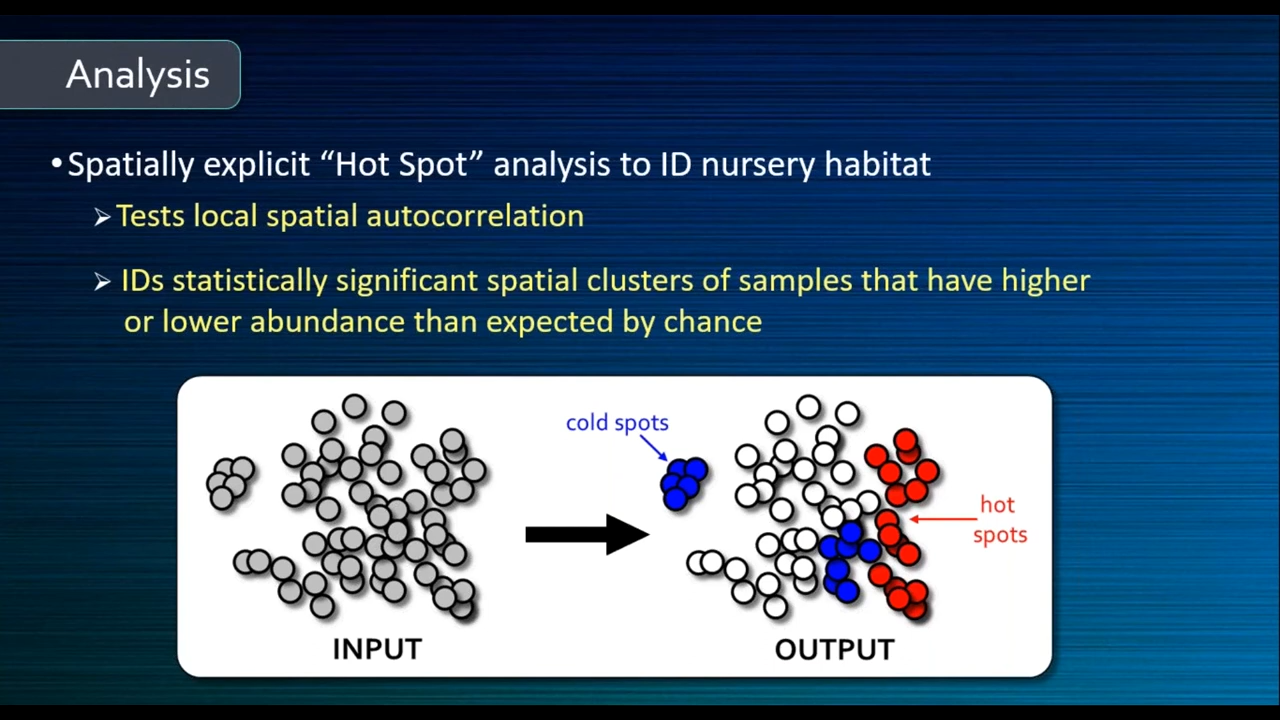 Analysis
•Spatially explicit “Hot Spot” analysis to ID nursery habitat
➢Tests local spatial autocorrelation
➢ IDs statistically significant spatial clusters of samples that have higher
or lower abundance than expected by chance
cold spots
hot
spots
INPUT
OUTPUT